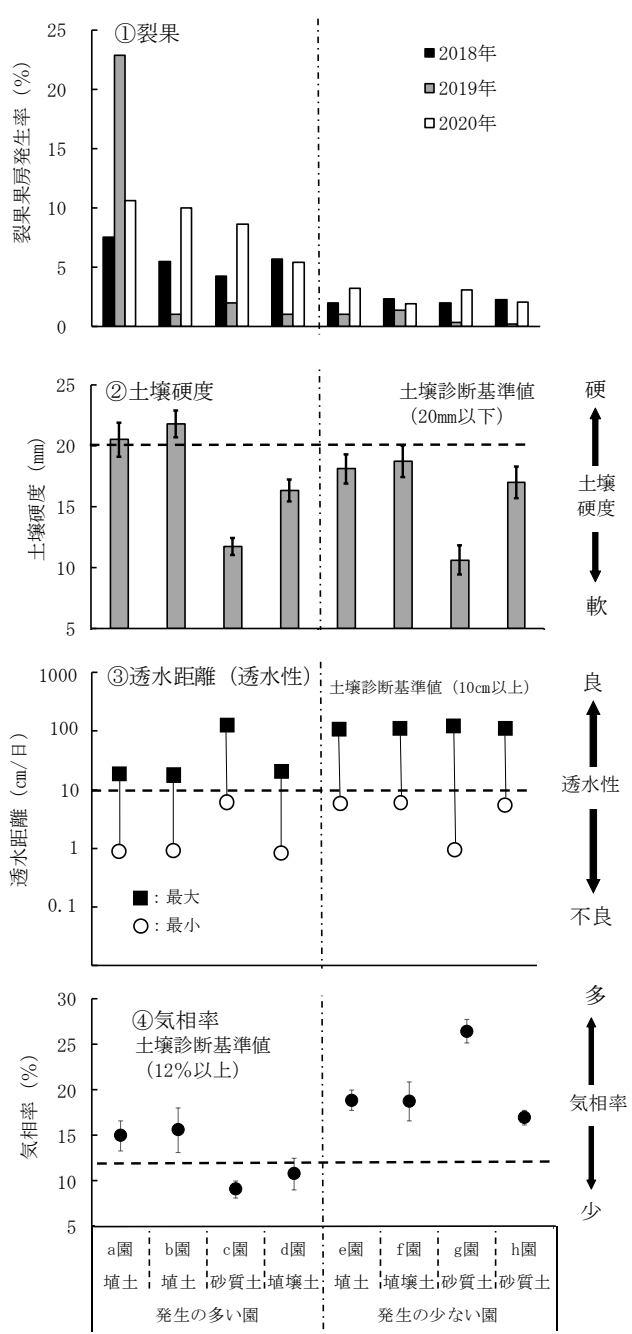 ①裂果
25
20
15
10
5
0
裂果果房発生率 (%)
■2018年
■2019年
□2020年
②土壌硬度
土壌診断基準値
(20mm以下)
25
20
15
10
5
土壌硬度 (mm)
硬
土壌
硬度
軟
③透水距離 (透水性)
土壌診断基準値 (10cm以上)
1000
100
10
1
0.1
透水距離 (cm/日)
■: 最大
○: 最小
良
透水性
不良
④気相率
土壌診断基準値
(12%以上)
30
25
20
15
10
5
気相率 (%)
多
気相率
少
a園 b園 c園 d園 e園 f園 g園 h園
埴土 埴土 砂質土 埴壌土 埴土 埴壌土 砂質土 砂質土
発生の多い園 発生の少ない園